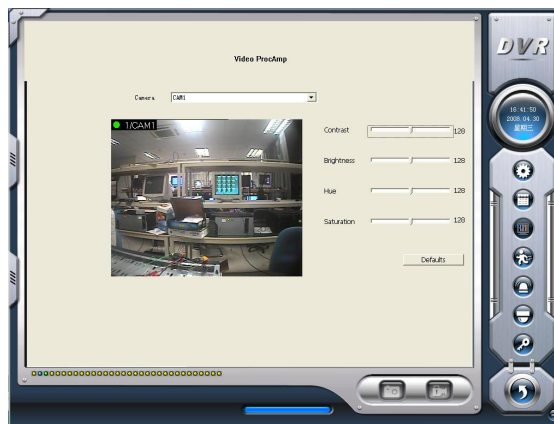 Video ProcAmp
DVR
Camera CAM1
1/CAM1
Contrast 128
Brightness 128
Hue 128
Saturation 128
Defaults
16:41:50
2008.04.30
星期三